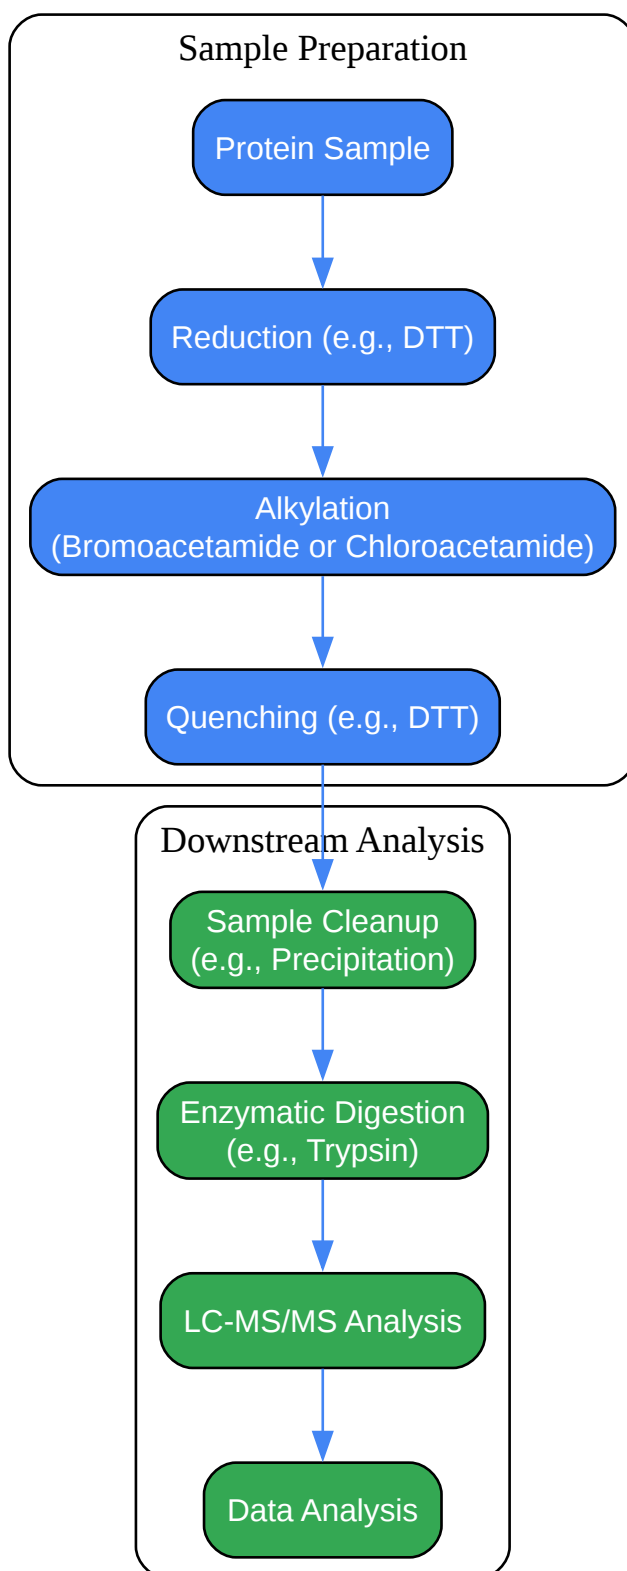 Sample Preparation
Protein Sample
Reduction (e.g., DTT)
Alkylation
(Bromoacetamide or Chloroacetamide)
Quenching (e.g., DTT)
Downstream Analysis
Sample Cleanup
(e.g., Precipitation)
Enzymatic Digestion
(e.g., Trypsin)
LC-MS/MS Analysis
Data Analysis